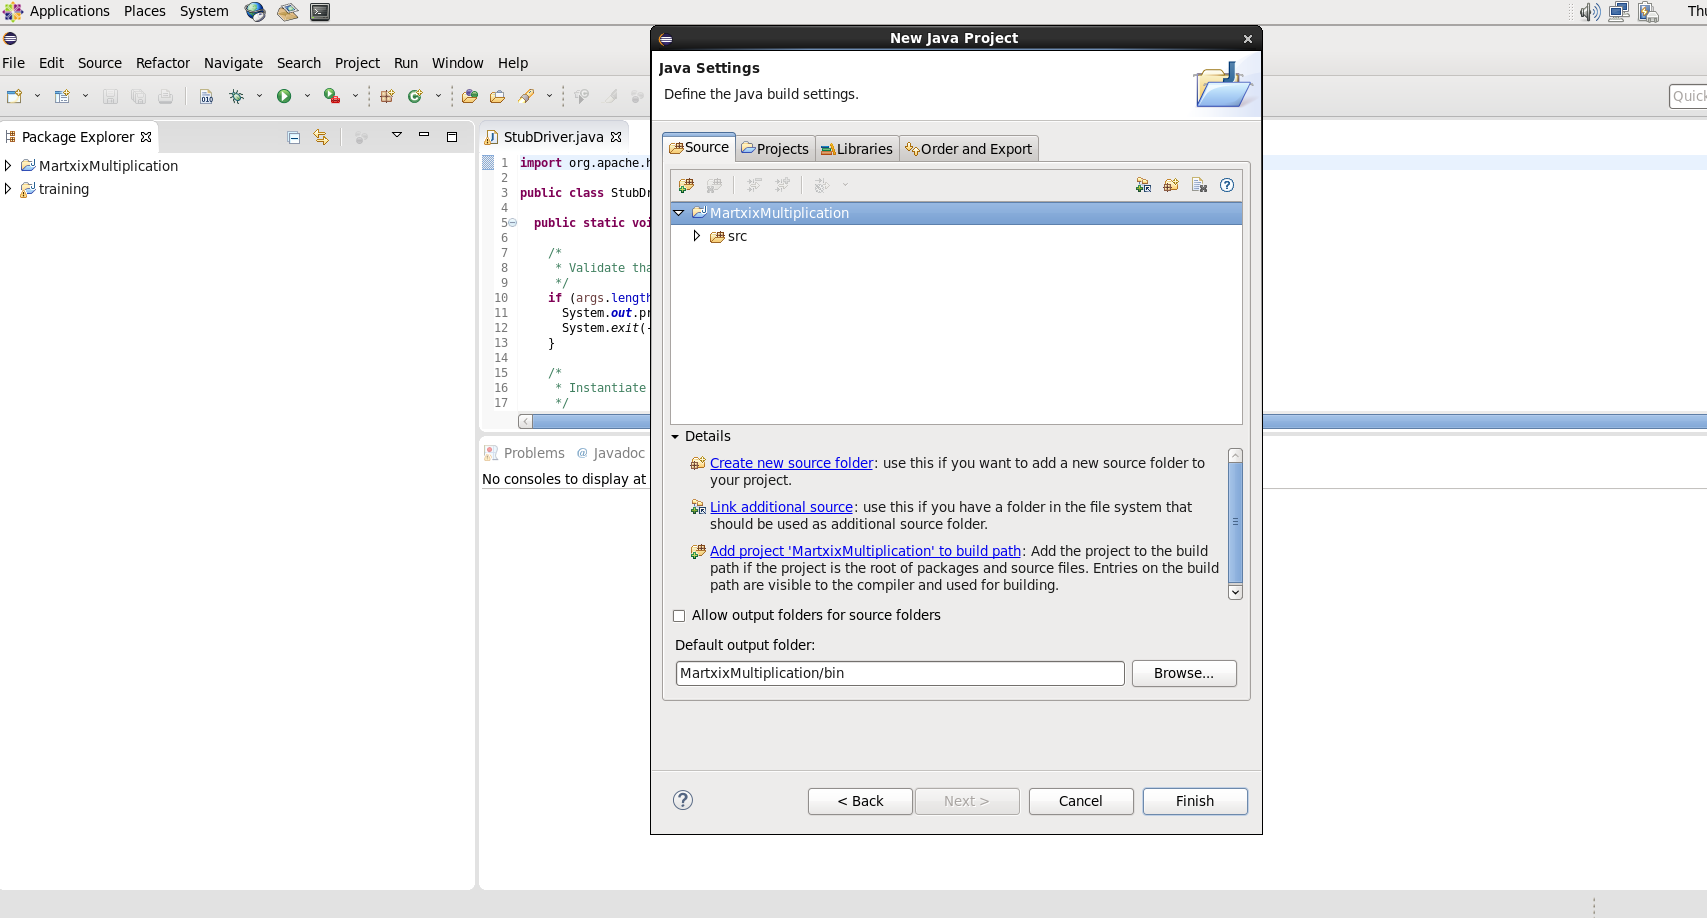 Applications Places System
Thu
File Edit Source Refactor Navigate Search Project Run Window Help
Quick
Package Explorer
MartxixMultiplication
training
StubDriver.java
1 import org.apache.h
2
3 public class StubDr
4
5 public static voi
6
7 /*
8 * Validate tha
9 */
10 if (args.length
11 System.out.pr
12 System.exit(-
13 }
14
15 /*
16 * Instantiate
17 */
Problems @ Javadoc
No consoles to display at
New Java Project
Java Settings
Define the Java build settings.
Source Projects Libraries Order and Export
MartxixMultiplication
src
Details
Create new source folder: use this if you want to add a new source folder to
your project.
Link additional source: use this if you have a folder in the file system that
should be used as additional source folder.
Add project 'MartxixMultiplication' to build path: Add the project to the build
path if the project is the root of packages and source files. Entries on the build
path are visible to the compiler and used for building.
Allow output folders for source folders
Default output folder:
MartxixMultiplication/bin
Browse...
< Back Next > Cancel Finish